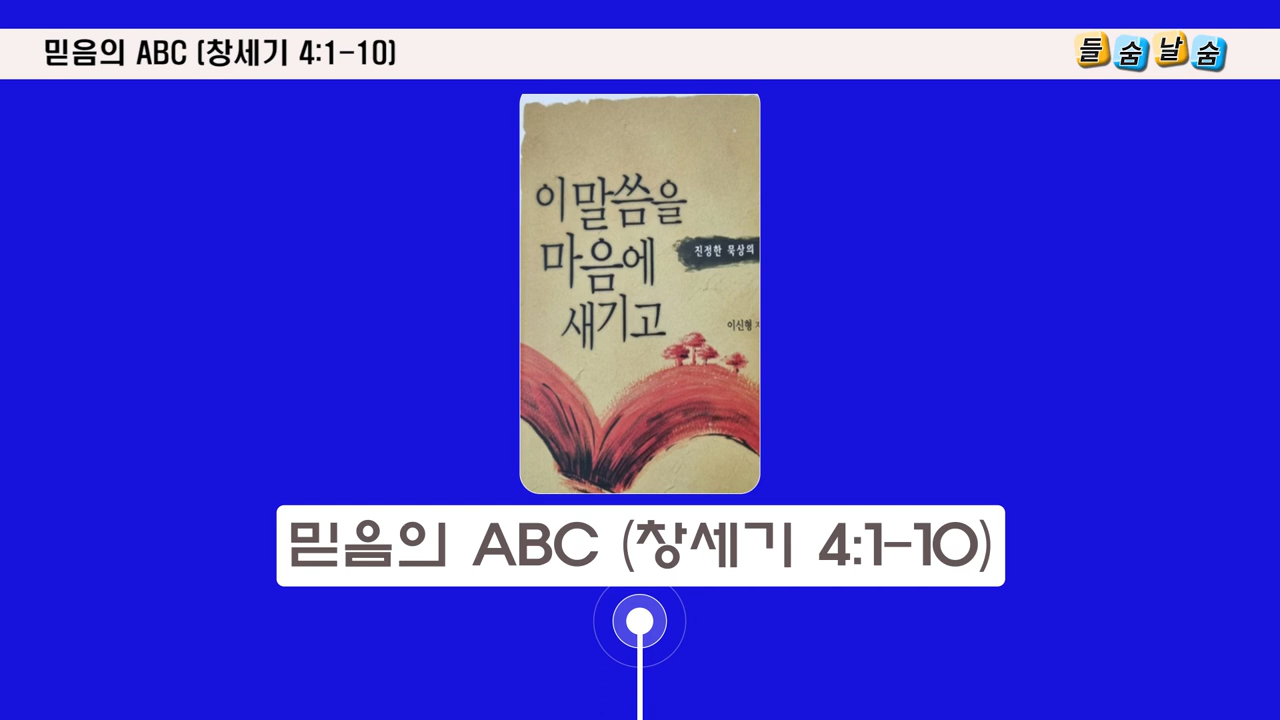 믿음의 ABC (창세기 4:1-10)
들숨날숨
이 말씀을
마음에
새기고
진정한 묵상의
이신형
믿음의 ABC (창세기 4:1-10)